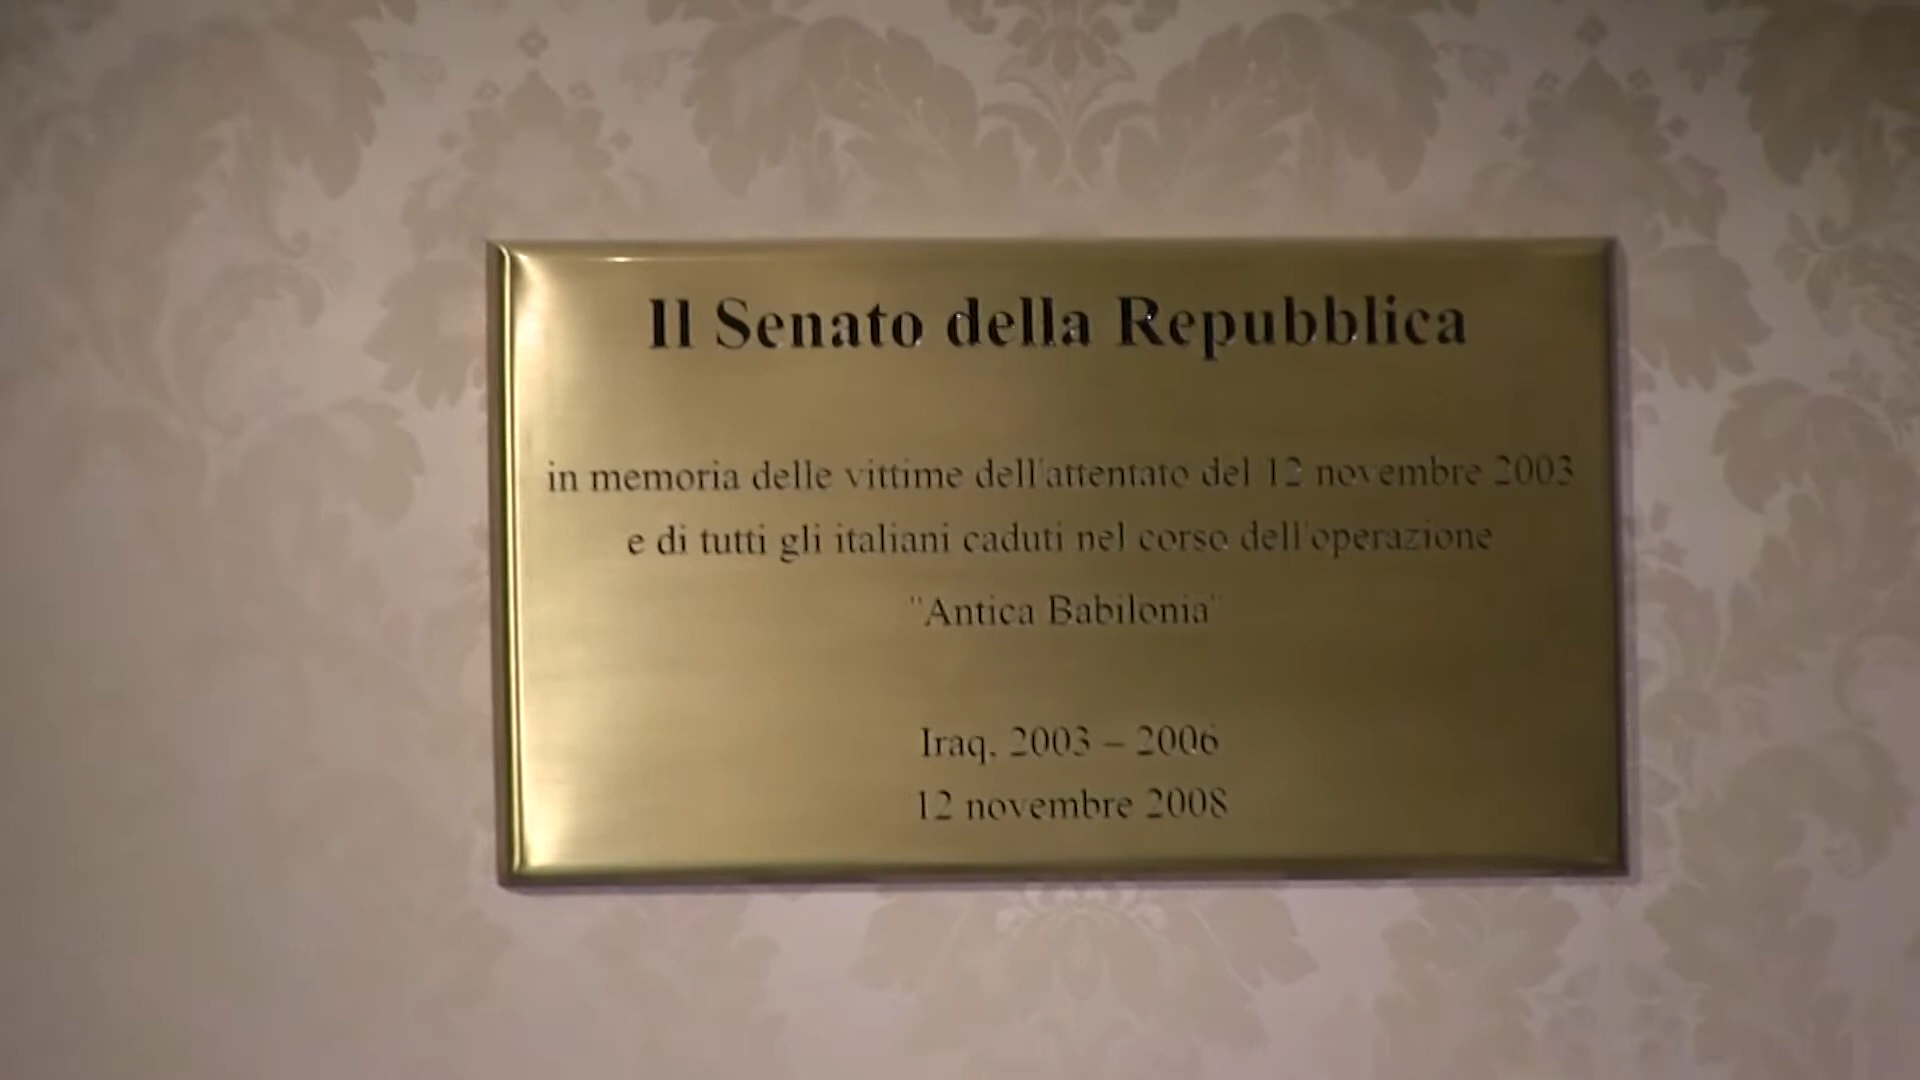 Il Senato della Repubblica
in memoria delle vittime dell'attentato del 12 novembre 2003
e di tutti gli italiani caduti nel corso dell'operazione
"Antica Babilonia"
Iraq, 2003 – 2006
12 novembre 2008